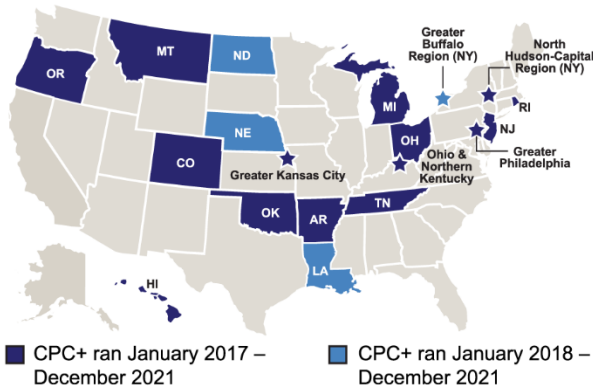 MT
ND
OR
Greater
Buffalo
Region (NY)
North
Hudson-Capital
Region (NY)
MI
RI
NE
OH
NJ
CO
Greater Kansas City
Ohio &
Northern
Kentucky
Greater
Philadelphia
OK
AR
TN
LA
HI
CPC+ ran January 2017 –
December 2021
CPC+ ran January 2018 –
December 2021